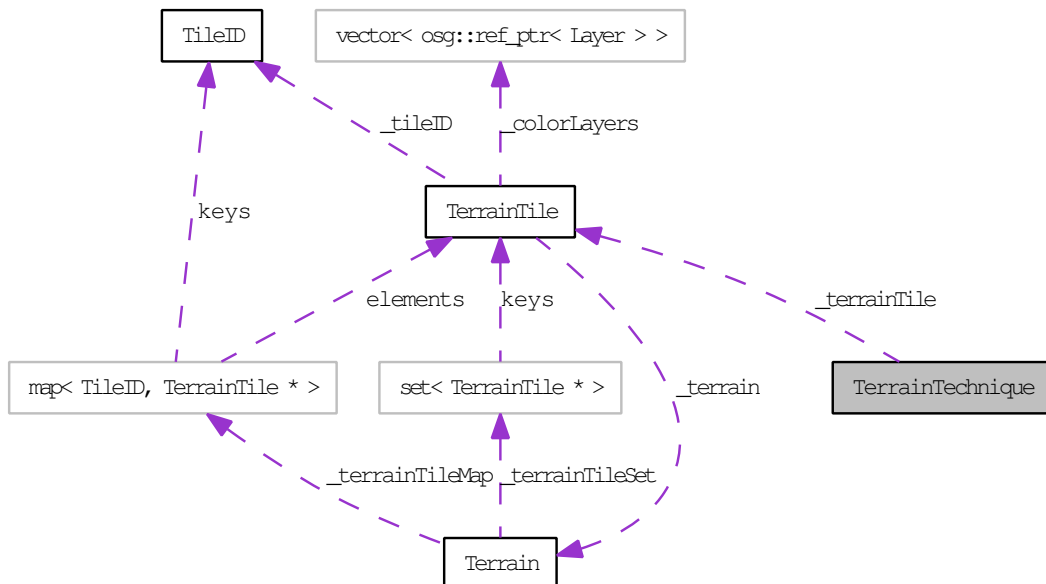 TileID
vector< osg::ref_ptr< Layer > >
_tileID
_colorLayers
keys
TerrainTile
elements
keys
_terrainTile
map< TileID, TerrainTile * >
set< TerrainTile * >
_terrain
TerrainTechnique
_terrainTileMap
_terrainTileSet
Terrain